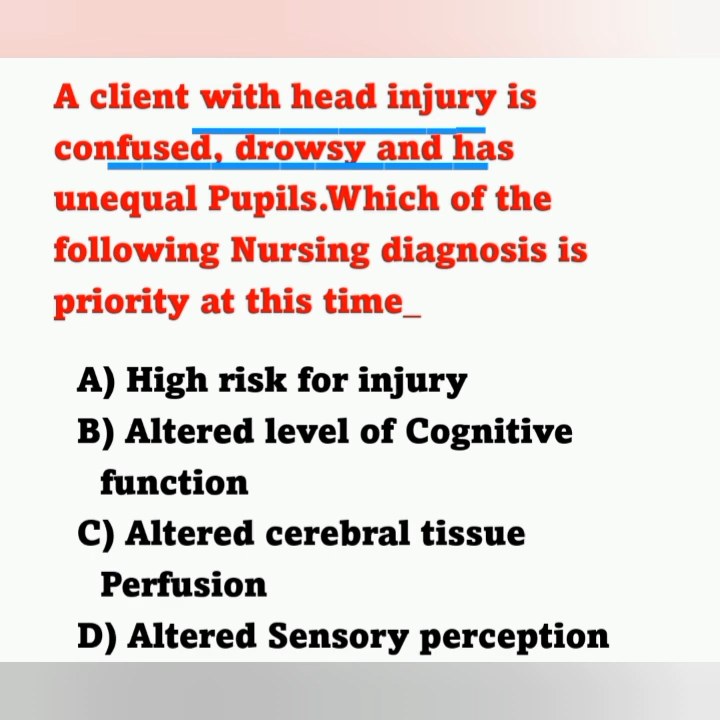 A client with head injury is
confused, drowsy and has
unequal Pupils.Which of the
following Nursing diagnosis is
priority at this time_
A) High risk for injury
B) Altered level of Cognitive
function
C) Altered cerebral tissue
Perfusion
D) Altered Sensory perception